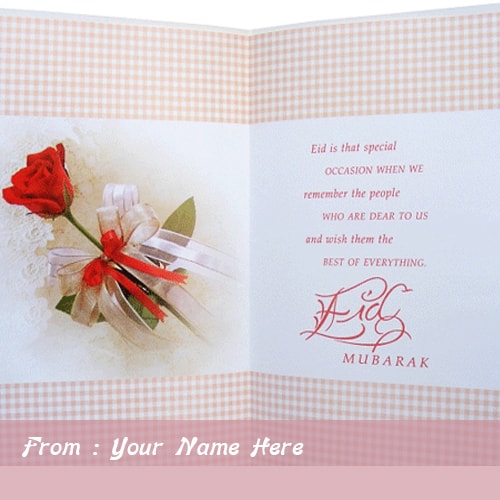 Eid is that special
OCCASION WHEN WE
remember the people
WHO ARE DEAR TO US
and wish them the
BEST OF EVERYTHING.
Eid
MUBARAK
From : Your Name Here